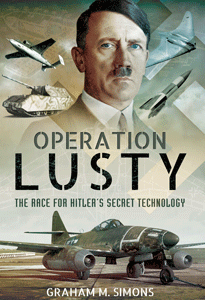 OPERATION
LUSTY
THE RACE FOR HITLER'S SECRET TECHNOLOGY
GRAHAM M. SIMONS